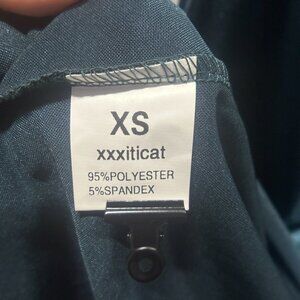 XS
xxxiticat
95%POLYESTER
5%SPANDEX